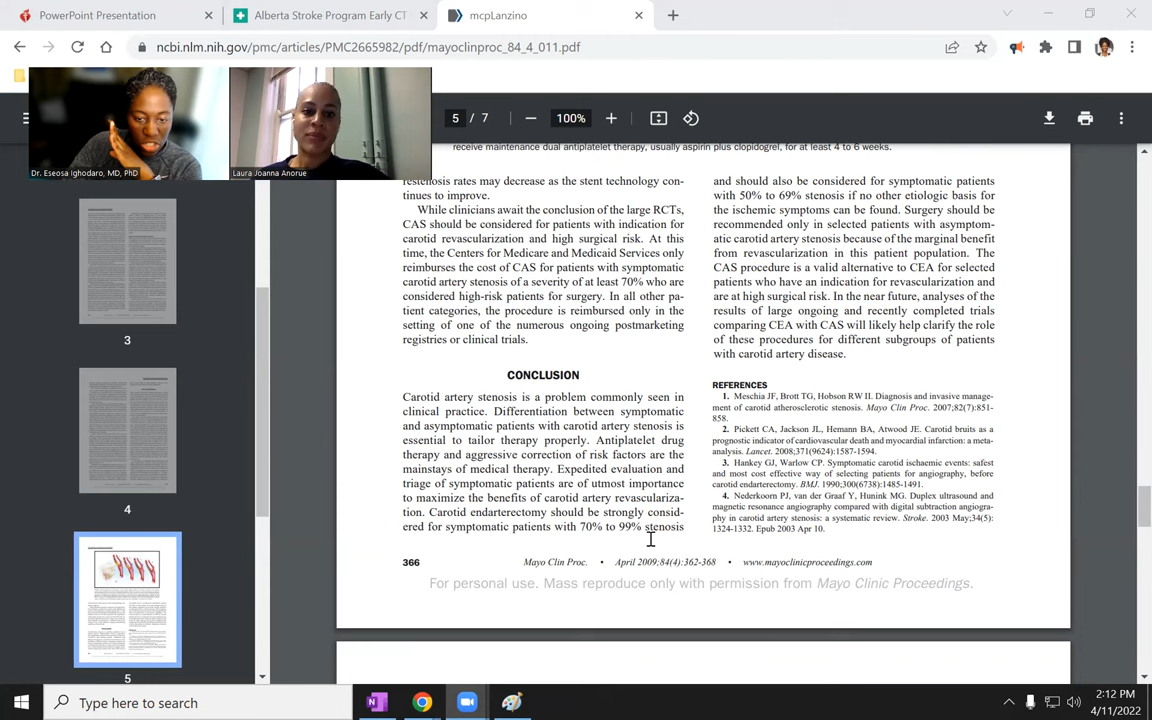 PowerPoint Presentation
Alberta Stroke Program Early CT
mcpLanzino
ncbi.nlm.nih.gov/pmc/articles/PMC2665982/pdf/mayoclinproc_84_4_011.pdf
Dr. Eseosa Ighodaro, MD, PhD
Laura Joanna Anorue
5 / 7
100%
receive maintenance dual antiplatelet therapy, usually aspirin plus clopidogrel, for at least 4 to 6 weeks.
3
4
5
restenosis rates may decrease as the stent technology con-
tinues to improve.
While clinicians await the conclusion of the large RCTs,
CAS should be considered for patients with indication for
carotid revascularization and high surgical risk. At this
time, the Centers for Medicare and Medicaid Services only
reimburses the cost of CAS for patients with symptomatic
carotid artery stenosis of a severity of at least 70% who are
considered high-risk patients for surgery. In all other pa-
tient categories, the procedure is reimbursed only in the
setting of one of the numerous ongoing postmarketing
registries or clinical trials.
CONCLUSION
Carotid artery stenosis is a problem commonly seen in
clinical practice. Differentiation between symptomatic
and asymptomatic patients with carotid artery stenosis is
essential to tailor therapy properly. Antiplatelet drug
therapy and aggressive correction of risk factors are the
mainstays of medical therapy. Expedited evaluation and
triage of symptomatic patients are of utmost importance
to maximize the benefits of carotid artery revasculariza-
tion. Carotid endarterectomy should be strongly consid-
ered for symptomatic patients with 70% to 99% stenosis
and should also be considered for symptomatic patients
with 50% to 69% stenosis if no other etiologic basis for
the ischemic symptoms can be found. Surgery should be
recommended only in selected patients with asymptom-
atic carotid artery stenosis because of the marginal benefit
from revascularization in this patient population. The
CAS procedure is a valid alternative to CEA for selected
patients who have an indication for revascularization and
are at high surgical risk. In the near future, analyses of the
results of large ongoing and recently completed trials
comparing CEA with CAS will likely help clarify the role
of these procedures for different subgroups of patients
with carotid artery disease.
REFERENCES
1. Meschia JF, Brott TG, Hobson RW II. Diagnosis and invasive manage-
ment of carotid atherosclerotic stenosis. Mayo Clin Proc. 2007;82(7):851-
858.
2. Pickett CA, Jackson JL, Hemann BA, Atwood JE. Carotid bruits as a
prognostic indicator of cardiovascular death and myocardial infarction: a meta-
analysis. Lancet. 2008;371(9624):1587-1594.
3. Hankey GJ, Warlow CP. Symptomatic carotid ischaemic events: safest
and most cost effective way of selecting patients for angiography, before
carotid endarterectomy. BMJ. 1990;300(6738):1485-1491.
4. Nederkoorn PJ, van der Graaf Y, Hunink MG. Duplex ultrasound and
magnetic resonance angiography compared with digital subtraction angiogra-
phy in carotid artery stenosis: a systematic review. Stroke. 2003 May;34(5):
1324-1332. Epub 2003 Apr 10.
366 Mayo Clin Proc. • April 2009;84(4):362-368 • www.mayoclinicproceedings.com
For personal use. Mass reproduce only with permission from Mayo Clinic Proceedings.
Type here to search
2:12 PM
4/11/2022